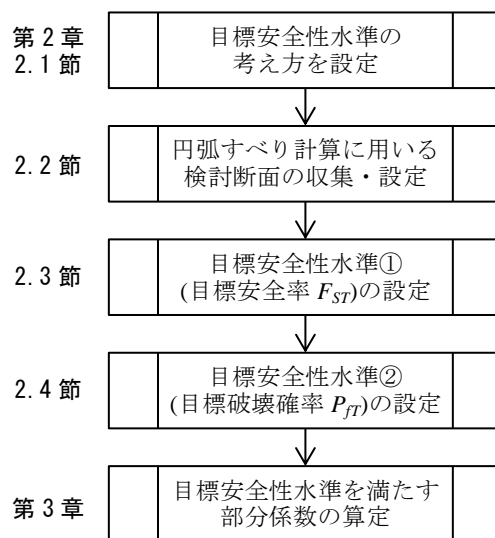 第2章
2.1節
目標安全性水準の
考え方を設定
2.2節
円弧すべり計算に用いる
検討断面の収集・設定
2.3節
目標安全性水準①
(目標安全率 FST)の設定
2.4節
目標安全性水準②
(目標破壊確率 PfT)の設定
第3章
目標安全性水準を満たす
部分係数の算定